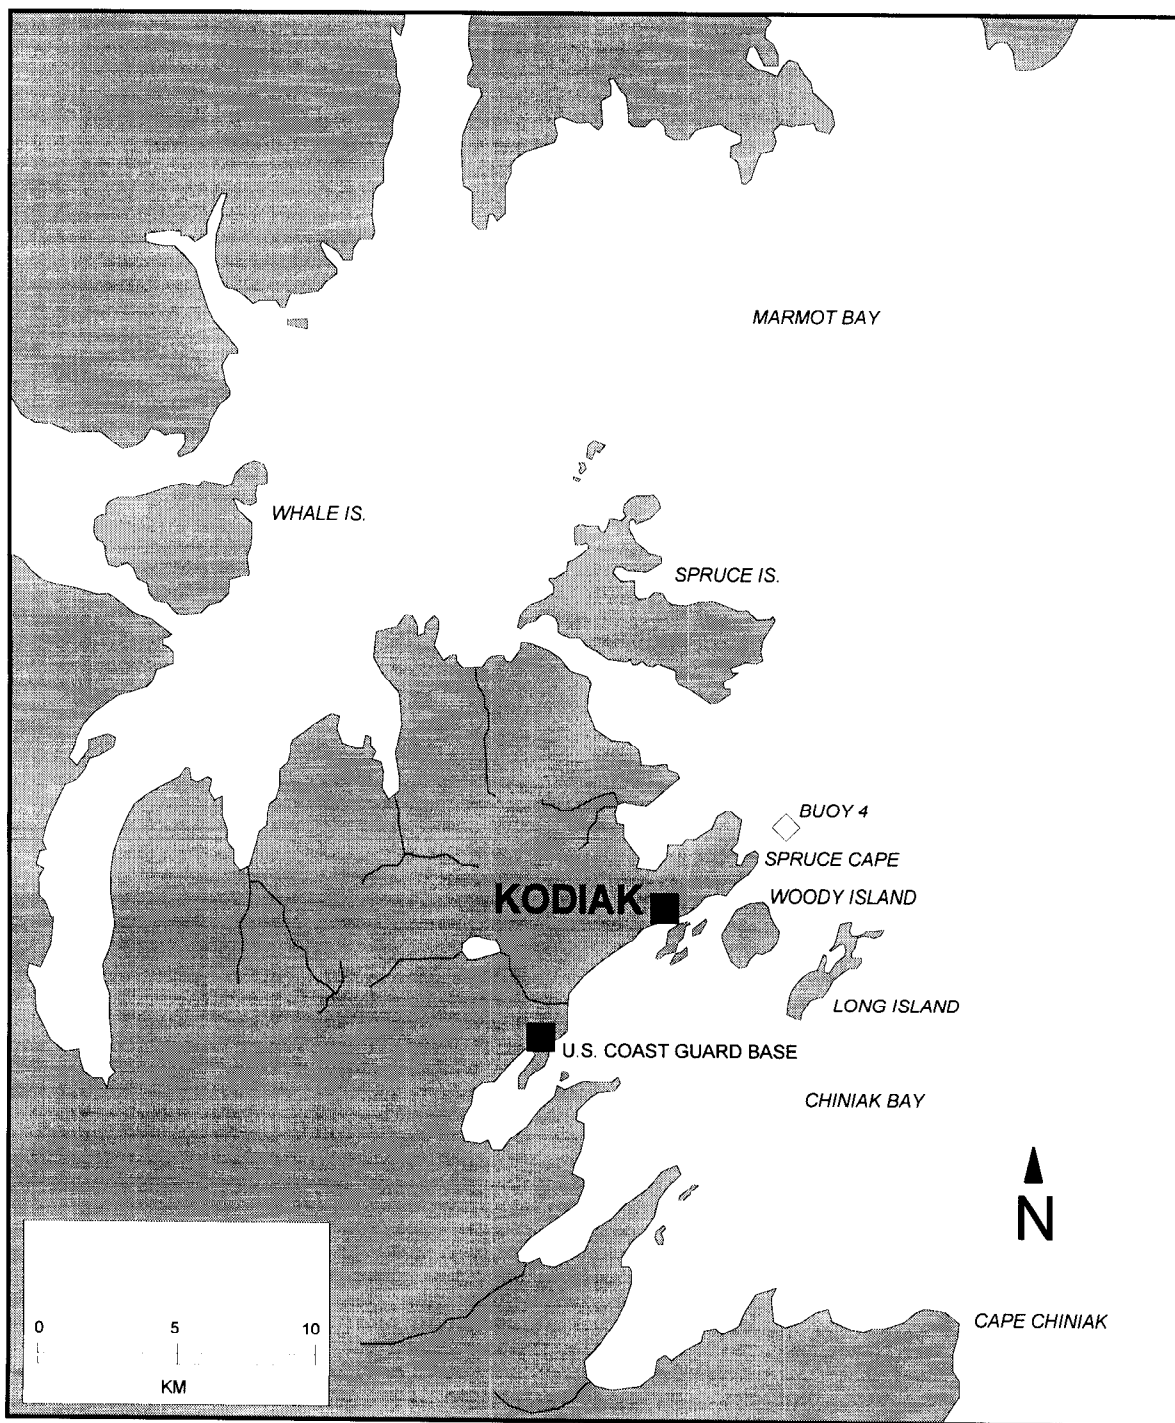 MARMOT BAY
WHALE IS.
SPRUCE IS.
BUOY 4
SPRUCE CAPE
KODIAK
WOODY ISLAND
LONG ISLAND
U.S. COAST GUARD BASE
CHINIAK BAY
N
CAPE CHINIAK
0 5 10
KM